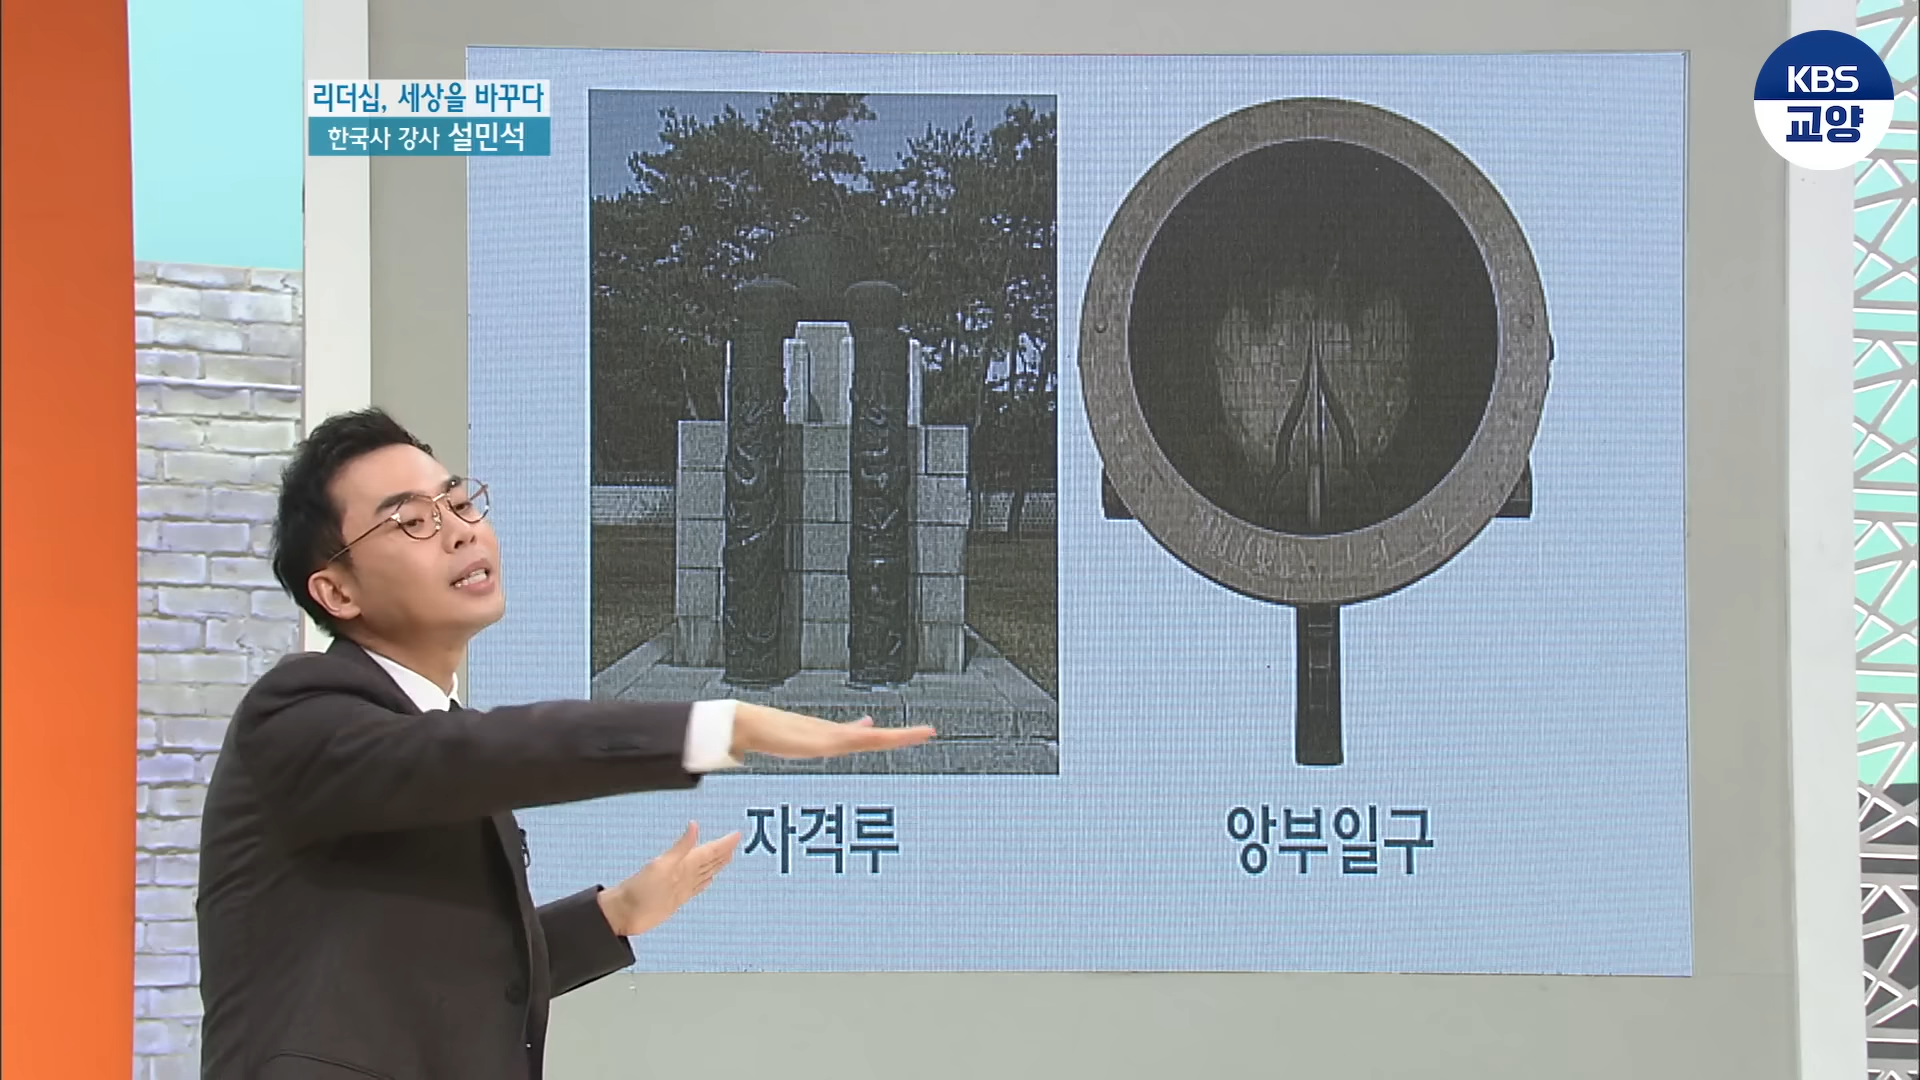 리더십, 세상을 바꾸다
한국사 강사 설민석
KBS
교양
자격루
앙부일구